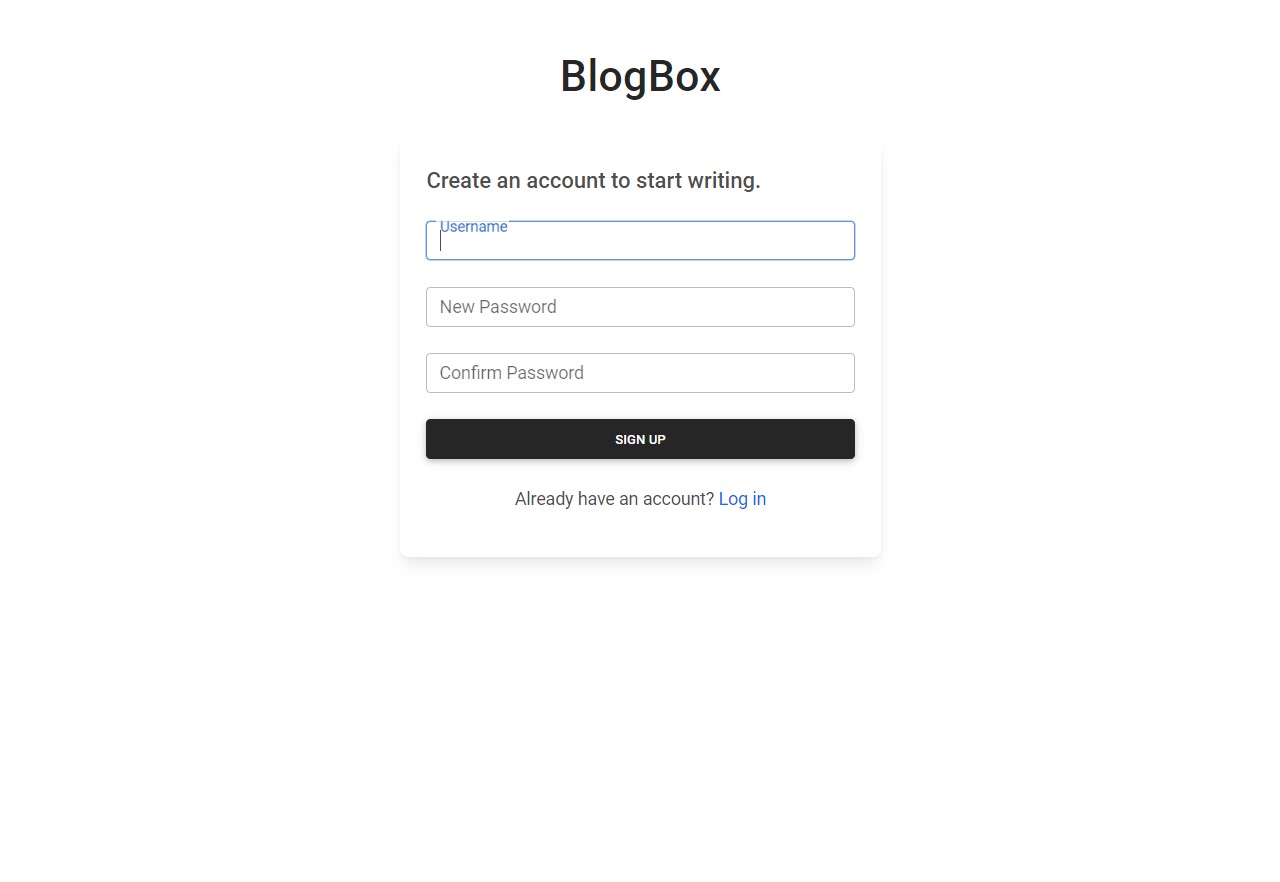 BlogBox
Create an account to start writing.
Username
New Password
Confirm Password
SIGN UP
Already have an account? Log in